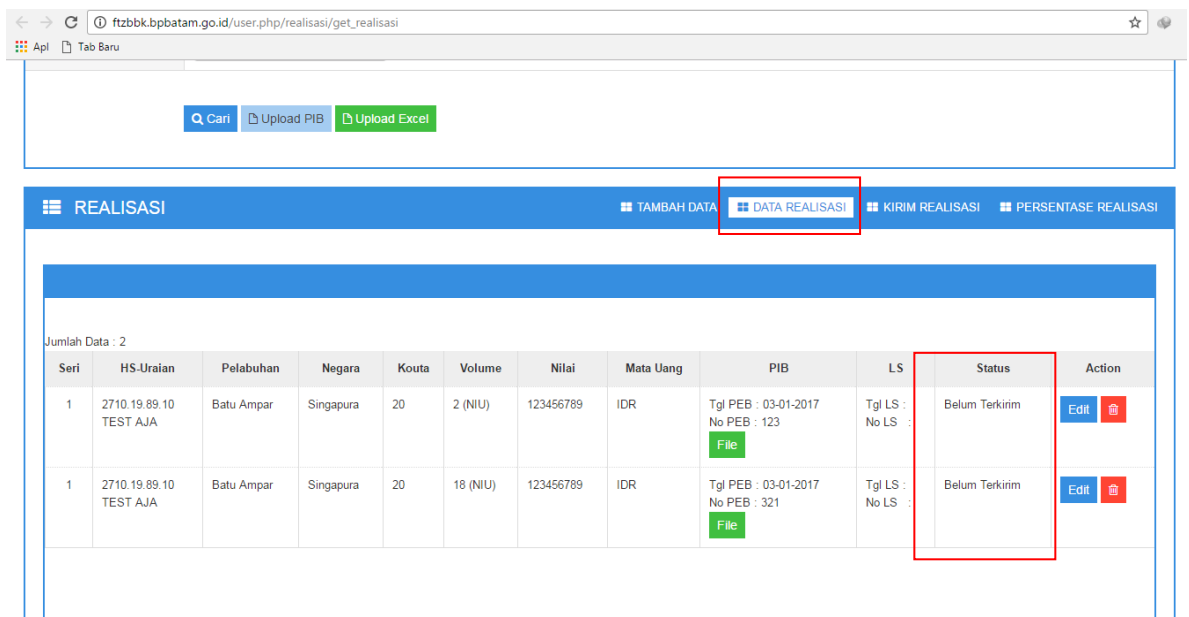 ftzbbk.bpbatam.go.id/user.php/realisasi/get_realisasi
Apl Tab Baru
Cari Upload PIB Upload Excel
REALISASI TAMBAH DATA DATA REALISASI KIRIM REALISASI PERSENTASE REALISASI
Jumlah Data : 2
Seri HS-Uraian Pelabuhan Negara Kouta Volume Nilai Mata Uang PIB LS Status Action
1 2710.19.89.10 Batu Ampar Singapura 20 2 (NIU) 123456789 IDR Tgl PEB : 03-01-2017 Tgl LS : Belum Terkirim Edit
TEST AJA No PEB : 123 No LS :
File
1 2710.19.89.10 Batu Ampar Singapura 20 18 (NIU) 123456789 IDR Tgl PEB : 03-01-2017 Tgl LS : Belum Terkirim Edit
TEST AJA No PEB : 321 No LS :
File